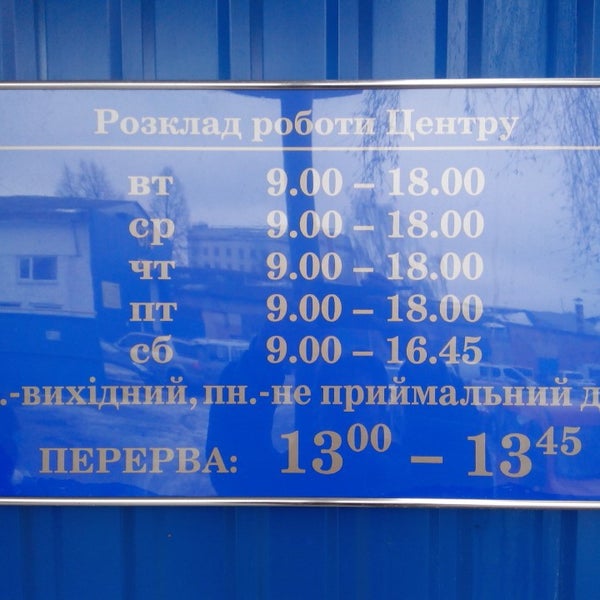 Розклад роботи Центру
вт 9.00 – 18.00
ср 9.00 – 18.00
чт 9.00 – 18.00
пт 9.00 – 18.00
сб 9.00 – 16.45
.-вихідний, пн.-не приймальний
ПЕРЕРВА: 13⁰⁰ – 13⁴⁵